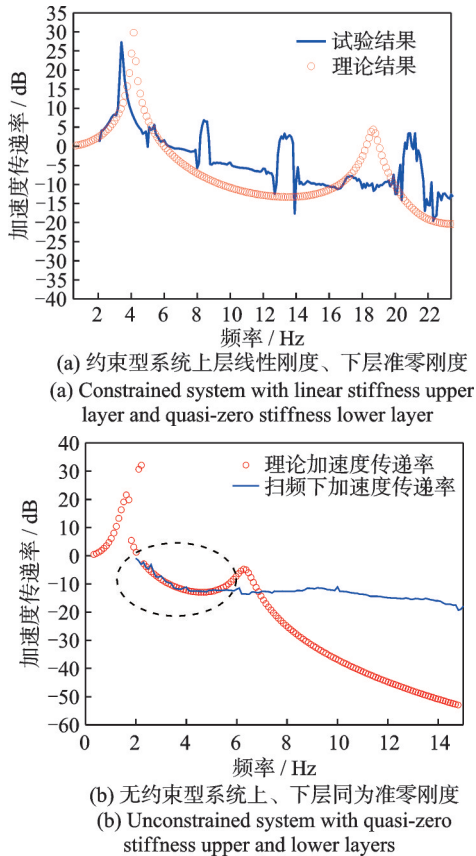 35
30
25
20
15
10
5
0
−5
−10
−15
−20
−25
−30
−35
−40
加速度传递率 / dB
试验结果
理论结果
2 4 6 8 10 12 14 16 18 20 22
频率 / Hz
(a) 约束型系统上层线性刚度、下层准零刚度
(a) Constrained system with linear stiffness upper
layer and quasi-zero stiffness lower layer
40
30
20
10
0
−10
−20
−30
−40
−50
−60
加速度传递率 / dB
理论加速度传递率
扫频下加速度传递率
0 2 4 6 8 10 12 14
频率 / Hz
(b) 无约束型系统上、下层同为准零刚度
(b) Unconstrained system with quasi-zero
stiffness upper and lower layers